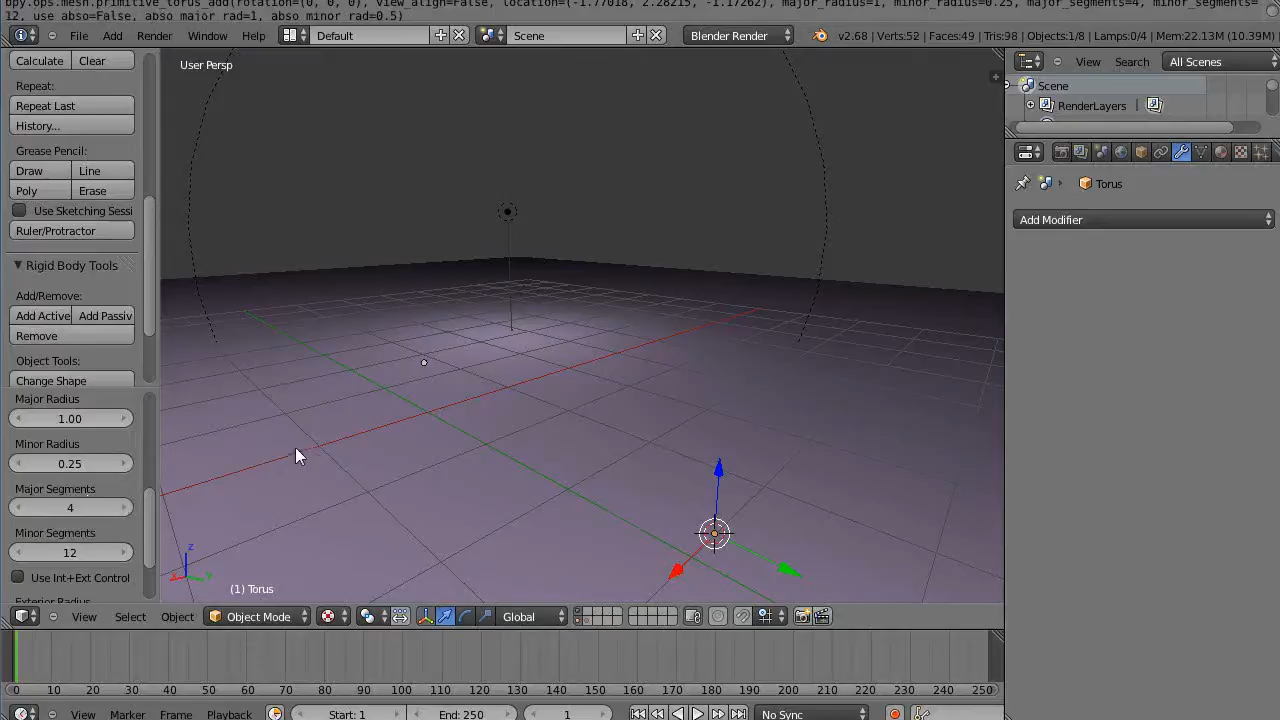 bpy.ops.mesh.primitive_torus_add(rotation=(0, 0, 0), view_align=False, location=(-1.77018, 2.28215, -1.17262), major_radius=1, minor_radius=0.25, major_segments=4, minor_segments=
12, use_abso=False, abso_major_rad=1, abso_minor_rad=0.5)
File Add Render Window Help Default Scene Blender Render v2.68 | Verts:52 | Faces:49 | Tris:98 | Objects:1/8 | Lamps:0/4 | Mem:22.13M (10.39M) |
Calculate Clear
Repeat:
Repeat Last
History...
Grease Pencil:
Draw Line
Poly Erase
Use Sketching Sessi
Ruler/Protractor
Rigid Body Tools
Add/Remove:
Add Active Add Passiv
Remove
Object Tools:
Change Shape
Major Radius
1.00
Minor Radius
0.25
Major Segments
4
Minor Segments
12
Use Int+Ext Control
User Persp
z
x
y
(1) Torus
View Search All Scenes
Scene
RenderLayers |
Torus
Add Modifier
View Select Object Object Mode Global
0 10 20 30 40 50 60 70 80 90 100 110 120 130 140 150 160 170 180 190 200 210 220 230 240 250
View Marker Frame Playback Start: 1 End: 250 1 No Sync